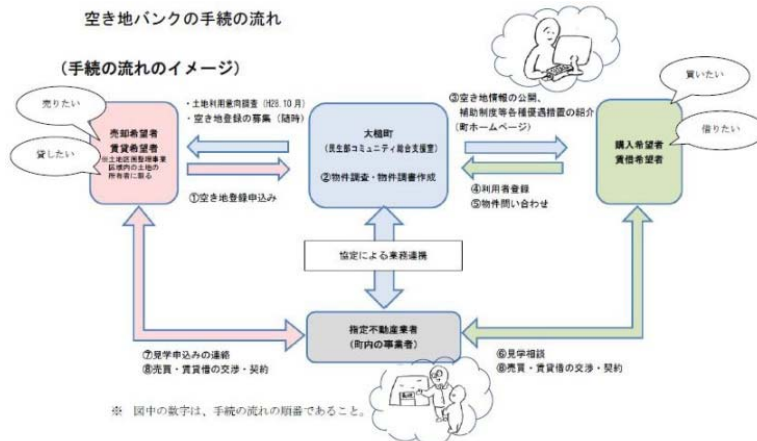 空き地バンクの手続の流れ
(手続の流れのイメージ)
売りたい
貸したい
売却希望者
賃貸希望者
※土地区画整理事業
区域内の土地の
所有者に限る
・土地利用意向調査(H28.10月)
・空き地登録の募集(随時)
①空き地登録申込み
大槌町
(民生部コミュニティ総合支援室)
②物件調査・物件調書作成
③空き地情報の公開、
補助制度等各種優遇措置の紹介
(町ホームページ)
④利用者登録
⑤物件問い合わせ
買いたい
借りたい
購入希望者
賃借希望者
協定による業務連携
指定不動産業者
(町内の事業者)
⑦見学申込みの連絡
⑧売買・賃貸借の交渉・契約
⑥見学相談
⑧売買・賃貸借の交渉・契約
※ 図中の数字は、手続の流れの順番であること。